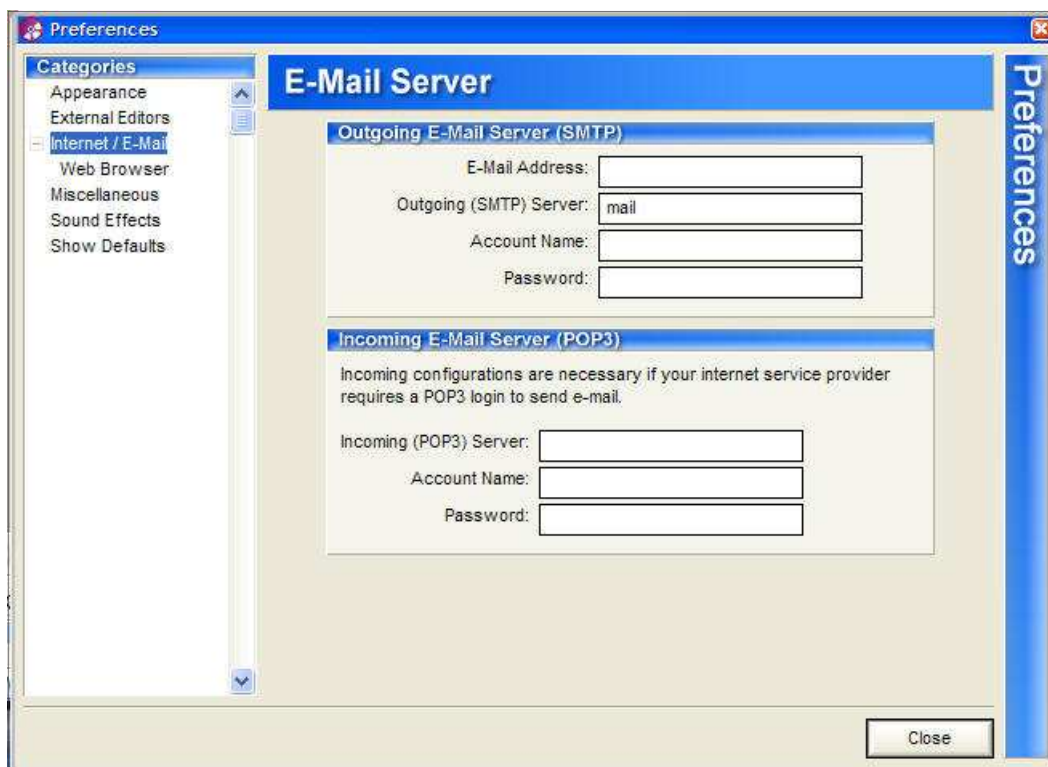 Preferences
Categories
Appearance
External Editors
Internet / E-Mail
Web Browser
Miscellaneous
Sound Effects
Show Defaults
E-Mail Server
Outgoing E-Mail Server (SMTP)
E-Mail Address:
Outgoing (SMTP) Server: mail
Account Name:
Password:
Incoming E-Mail Server (POP3)
Incoming configurations are necessary if your internet service provider
requires a POP3 login to send e-mail.
Incoming (POP3) Server:
Account Name:
Password:
Preferences
Close